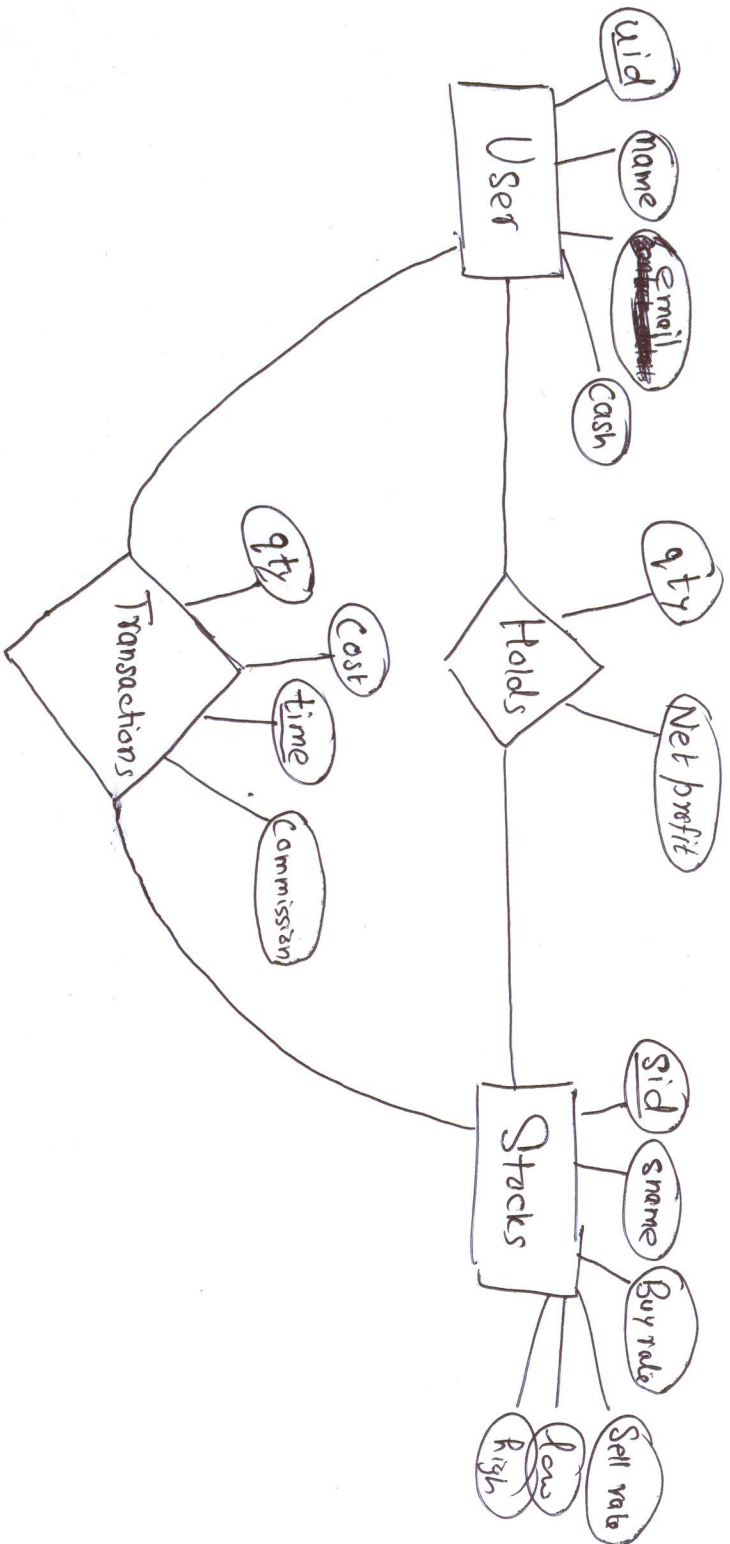 uid
name
email
cash
User
qty
Net profit
Holds
sid
sname
Buy rate
Sell rate
low
high
Stocks
qty
Cost
time
Commission
Transactions